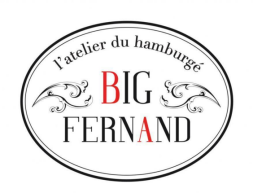 l'atelier du hamburgé
BIG
FERNAND